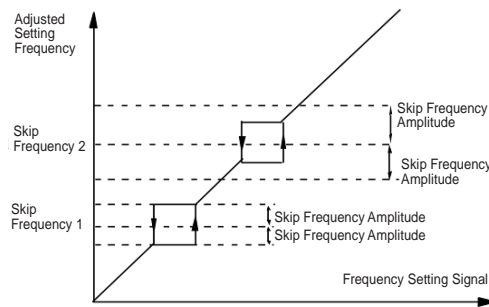 Adjusted
Setting
Frequency
Skip Frequency
Amplitude
Skip
Frequency 2
Skip Frequency
Amplitude
Skip
Frequency 1
Skip Frequency Amplitude
Skip Frequency Amplitude
Frequency Setting Signal